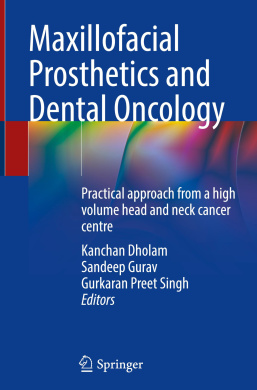 Maxillofacial
Prosthetics and
Dental Oncology
Practical approach from a high
volume head and neck cancer
centre
Kanchan Dholam
Sandeep Gurav
Gurkaran Preet Singh
Editors
Springer